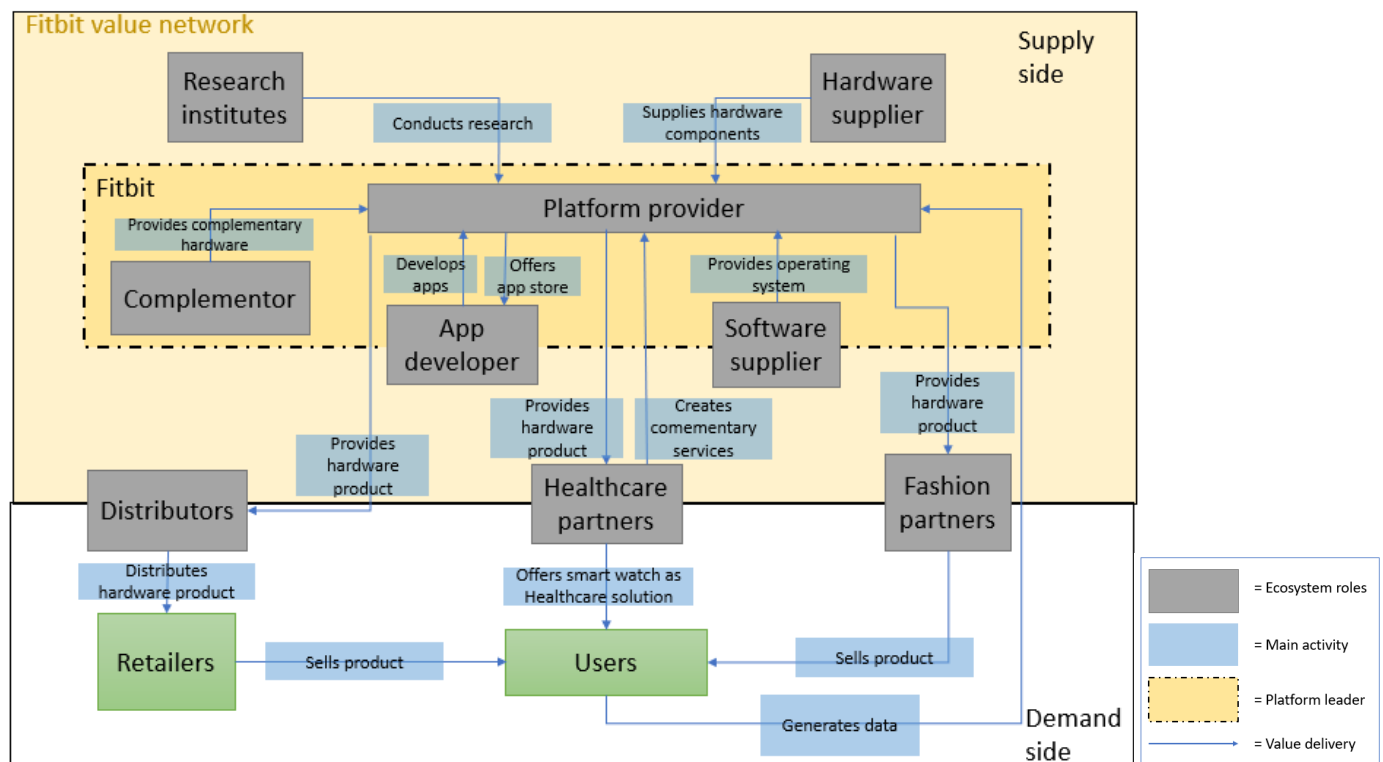 Fitbit value network
Supply
side
Research
institutes
Hardware
supplier
Conducts research
Supplies hardware
components
Fitbit
Platform provider
Provides complementary
hardware
Complementor
Develops
apps
Offers
app store
Provides operating
system
App
developer
Software
supplier
Provides
hardware
product
Provides
hardware
product
Creates
comementary
services
Provides
hardware
product
Distributors
Healthcare
partners
Fashion
partners
Distributes
hardware product
Offers smart watch as
Healthcare solution
Retailers
Sells product
Users
Sells product
Generates data
Demand
side
= Ecosystem roles
= Main activity
= Platform leader
= Value delivery